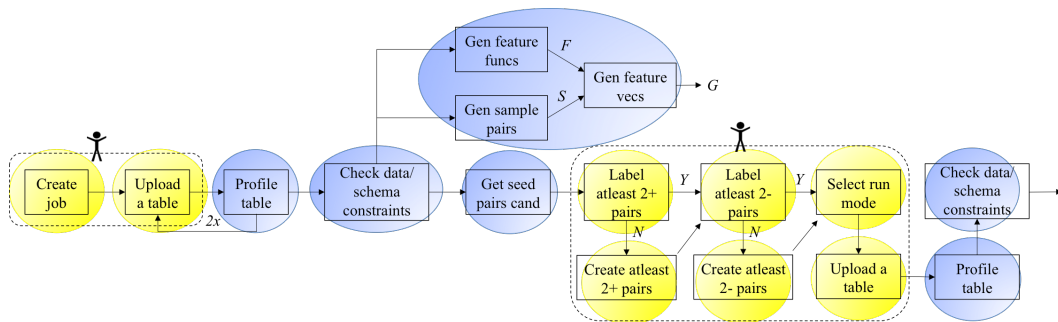 Gen feature
funcs
F
Gen feature
vecs
G
S
Gen sample
pairs
Create
job
Upload
a table
2x
Profile
table
Check data/
schema
constraints
Get seed
pairs cand
Label
atleast 2+
pairs
Y
N
Label
atleast 2-
pairs
Y
N
Select run
mode
Create atleast
2+ pairs
Create atleast
2- pairs
Upload a
table
Profile
table
Check data/
schema
constraints